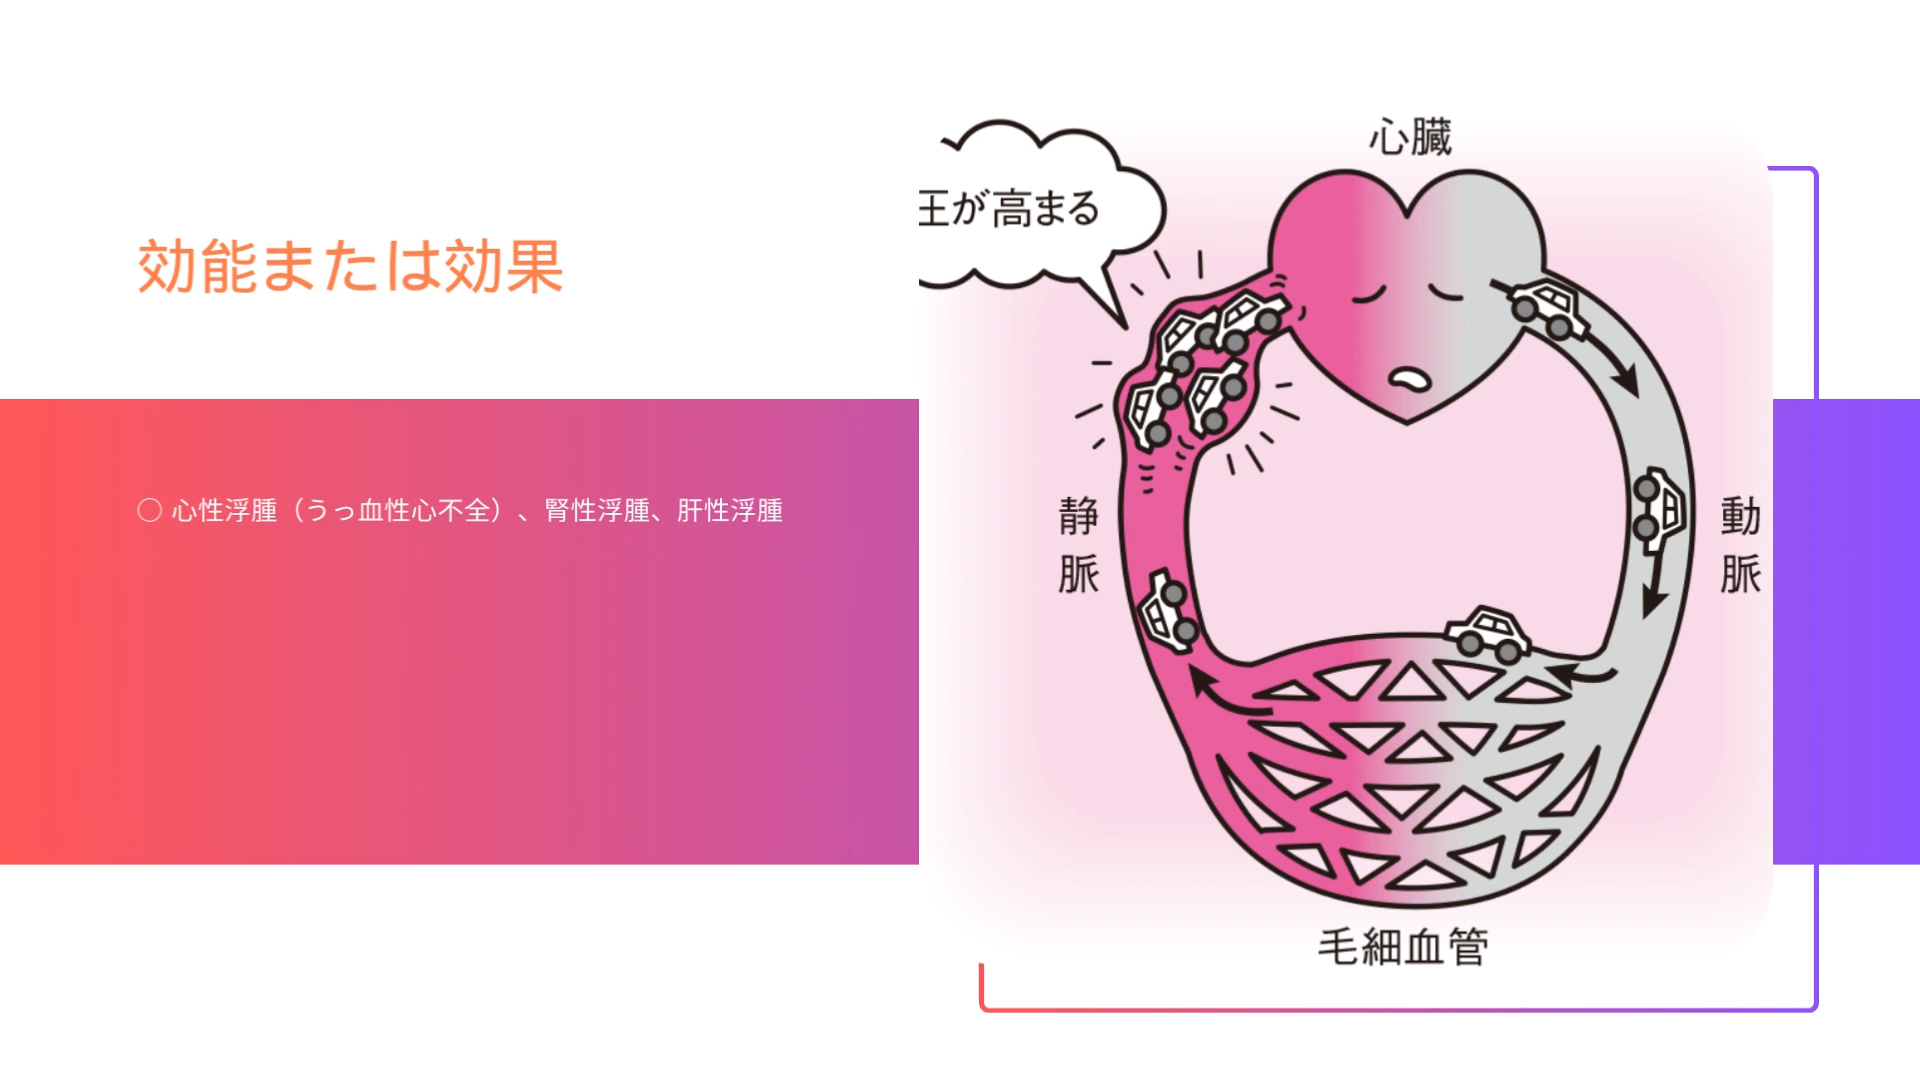 効能または効果
○ 心性浮腫（うっ血性心不全）、腎性浮腫、肝性浮腫
が高まる
心臓
静脈
動脈
毛細血管